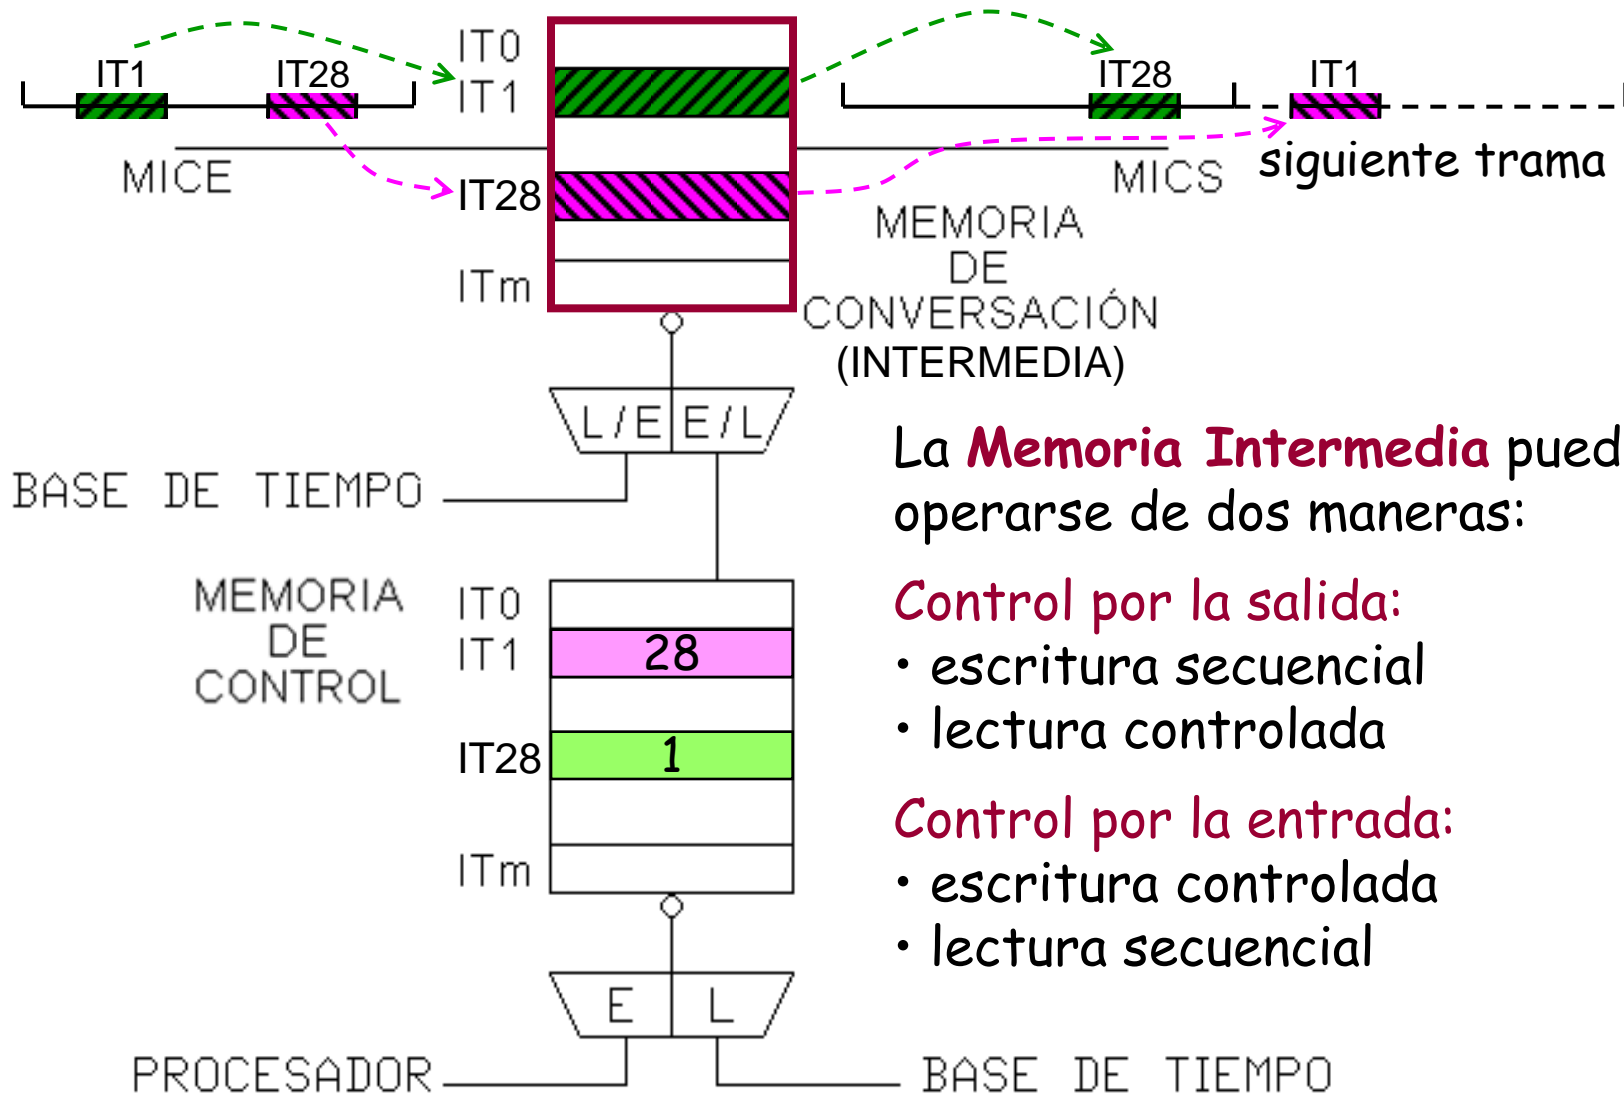 IT0
IT1
IT28
IT1
IT28
IT1
MICE
IT28
MICS
siguiente trama
ITm
MEMORIA
DE
CONVERSACIÓN
(INTERMEDIA)
L/E E/L
BASE DE TIEMPO
La Memoria Intermedia pued
operarse de dos maneras:
MEMORIA
DE
CONTROL
IT0
IT1
28
IT28
1
ITm
Control por la salida:
• escritura secuencial
• lectura controlada
Control por la entrada:
• escritura controlada
• lectura secuencial
E L
PROCESADOR
BASE DE TIEMPO